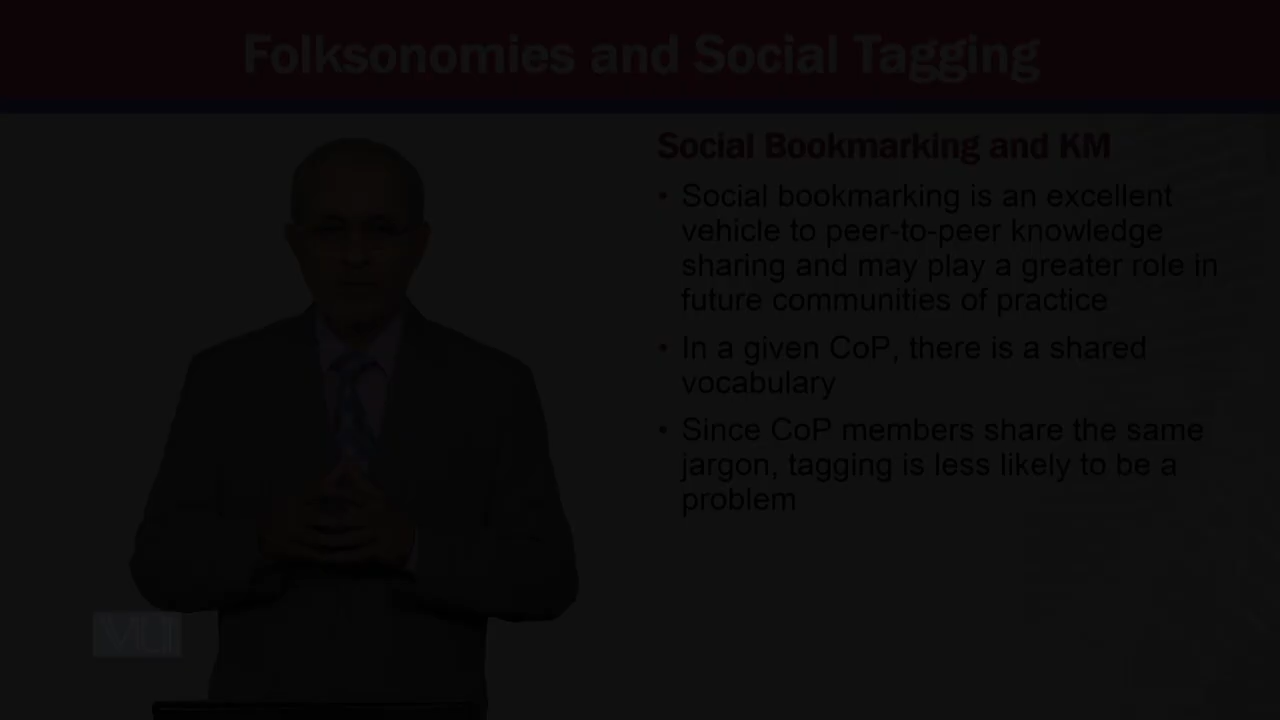 Folksonomies and Social Tagging
Social Bookmarking and KM
• Social bookmarking is an excellent
vehicle to peer-to-peer knowledge
sharing and may play a greater role in
future communities of practice
• In a given CoP, there is a shared
vocabulary
• Since CoP members share the same
jargon, tagging is less likely to be a
problem